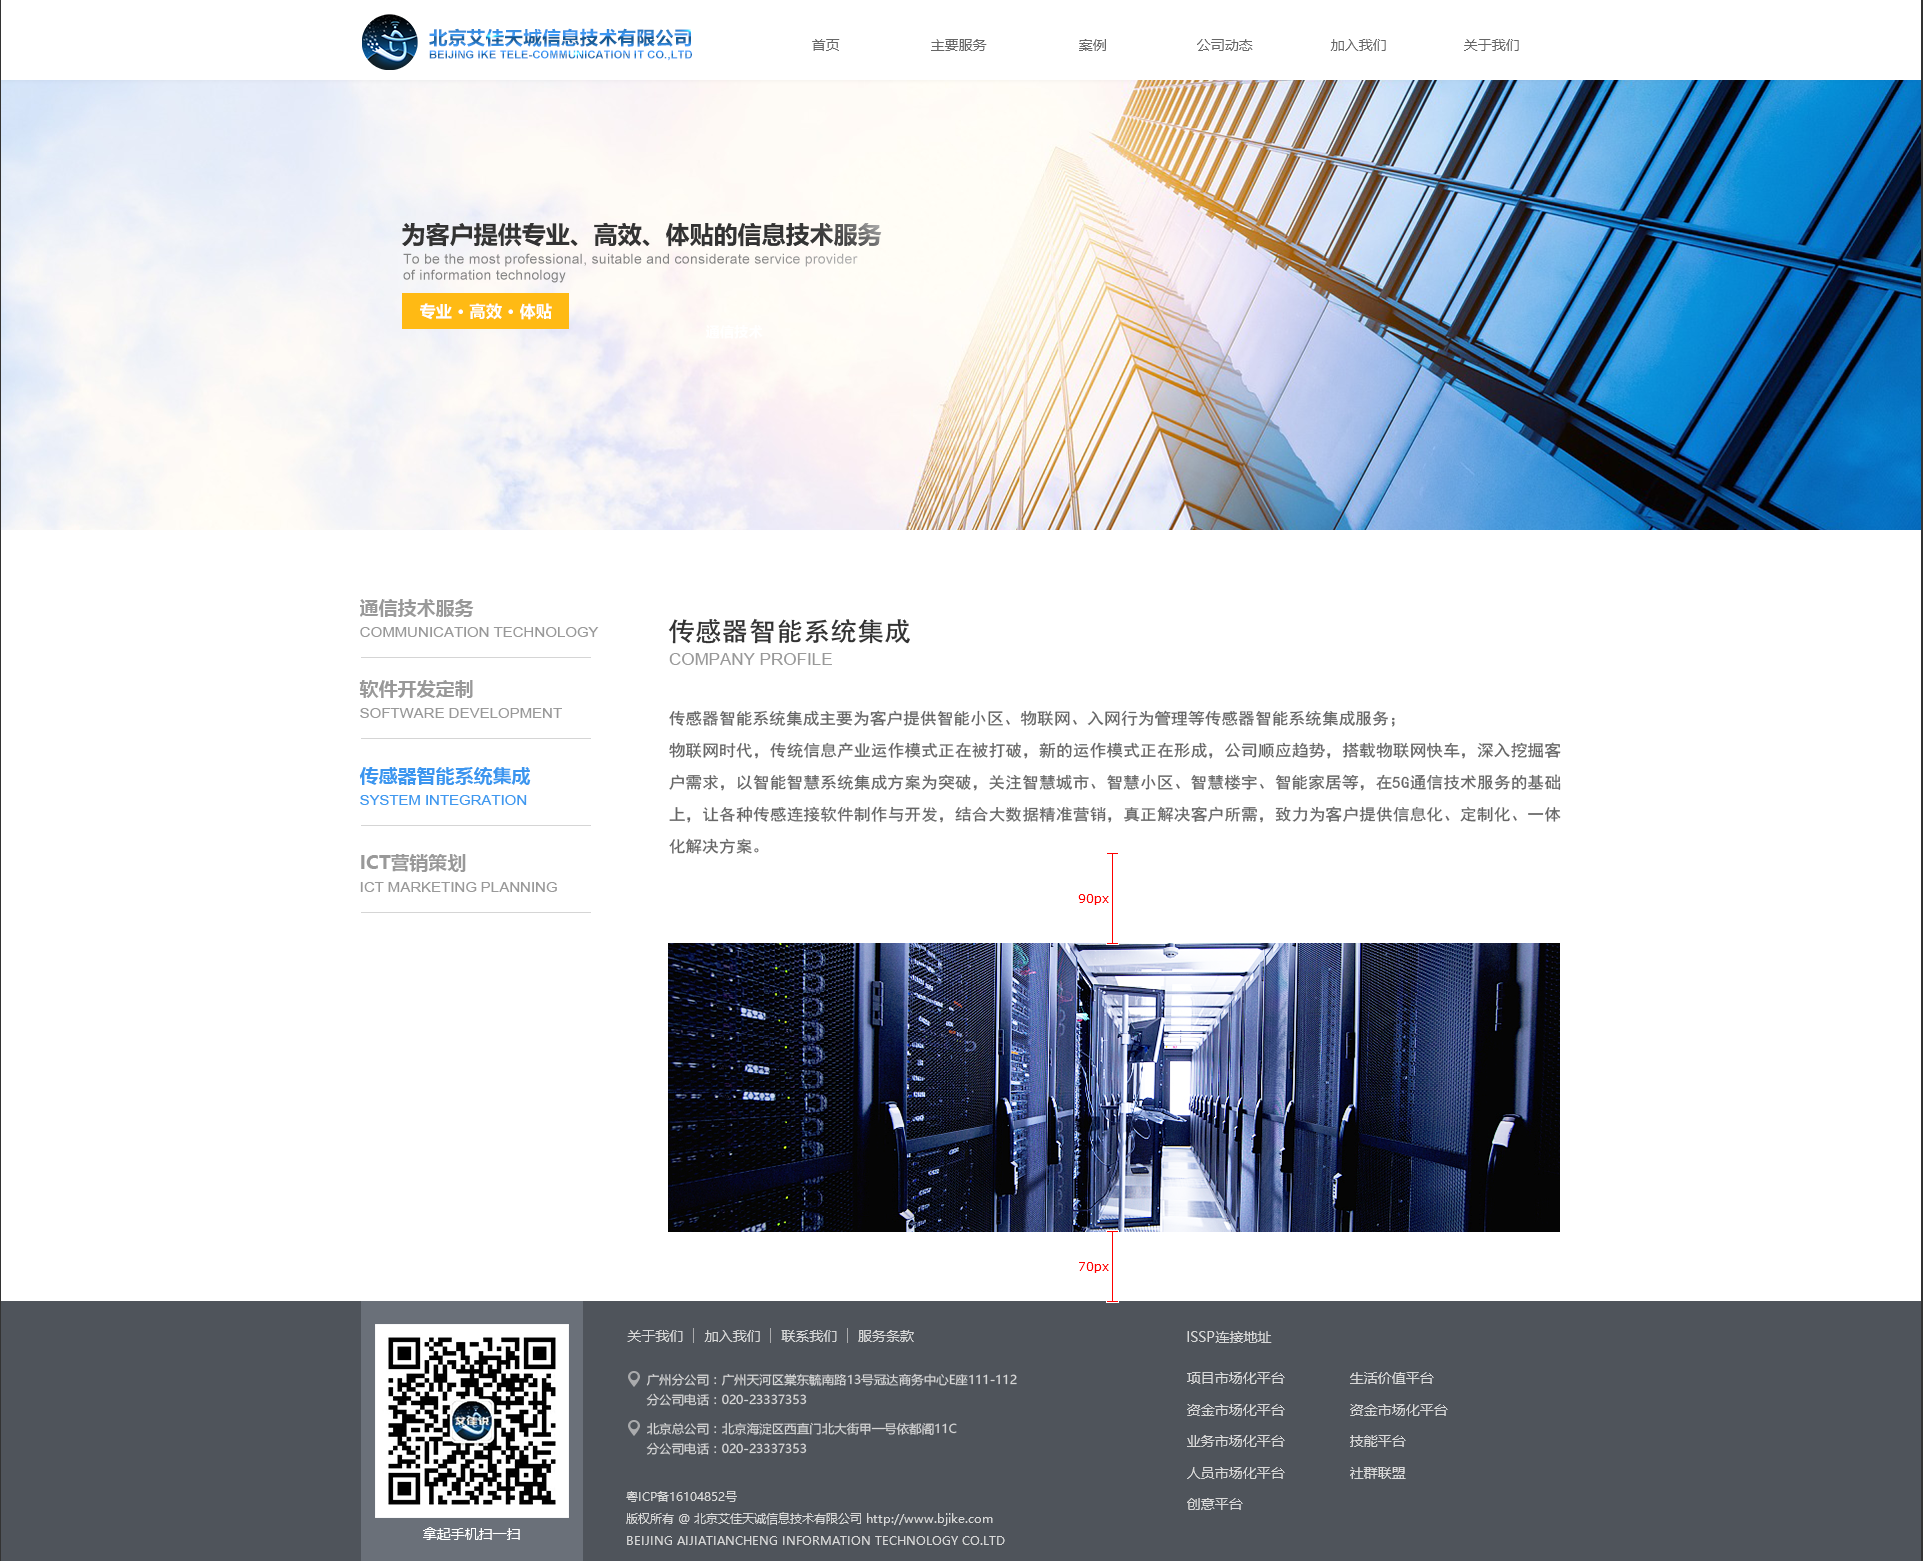 北京艾佳天诚信息技术有限公司
BEIJING IKE TELE-COMMUNICATION IT CO.,LTD
首页 主要服务 案例 公司动态 加入我们 关于我们
为客户提供专业、高效、体贴的信息技术服务
To be the most professional, suitable and considerate service provider
of information technology
专业·高效·体贴
通信技术服务
COMMUNICATION TECHNOLOGY
软件开发定制
SOFTWARE DEVELOPMENT
传感器智能系统集成
SYSTEM INTEGRATION
ICT营销策划
ICT MARKETING PLANNING
传感器智能系统集成
COMPANY PROFILE
传感器智能系统集成主要为客户提供智能小区、物联网、入网行为管理等传感器智能系统集成服务；
物联网时代，传统信息产业运作模式正在被打破，新的运作模式正在形成，公司顺应趋势，搭载物联网快车，深入挖掘客
户需求，以智能智慧系统集成方案为突破，关注智慧城市、智慧小区、智慧楼宇、智能家居等，在5G通信技术服务的基础
上，让各种传感连接软件制作与开发，结合大数据精准营销，真正解决客户所需，致力为客户提供信息化、定制化、一体
化解决方案。
90px
70px
拿起手机扫一扫
关于我们 加入我们 联系我们 服务条款
广州分公司：广州天河区棠东毓南路13号冠达商务中心E座111-112
分公司电话：020-23337353
北京总公司：北京海淀区西直门北大街甲一号依都阁11C
分公司电话：020-23337353
粤ICP备16104852号
版权所有 @ 北京艾佳天诚信息技术有限公司 http://www.bjike.com
BEIJING AIJIATIANCHENG INFORMATION TECHNOLOGY CO.LTD
ISSP连接地址
项目市场化平台 生活价值平台
资金市场化平台 资金市场化平台
业务市场化平台 技能平台
人员市场化平台 社群联盟
创意平台